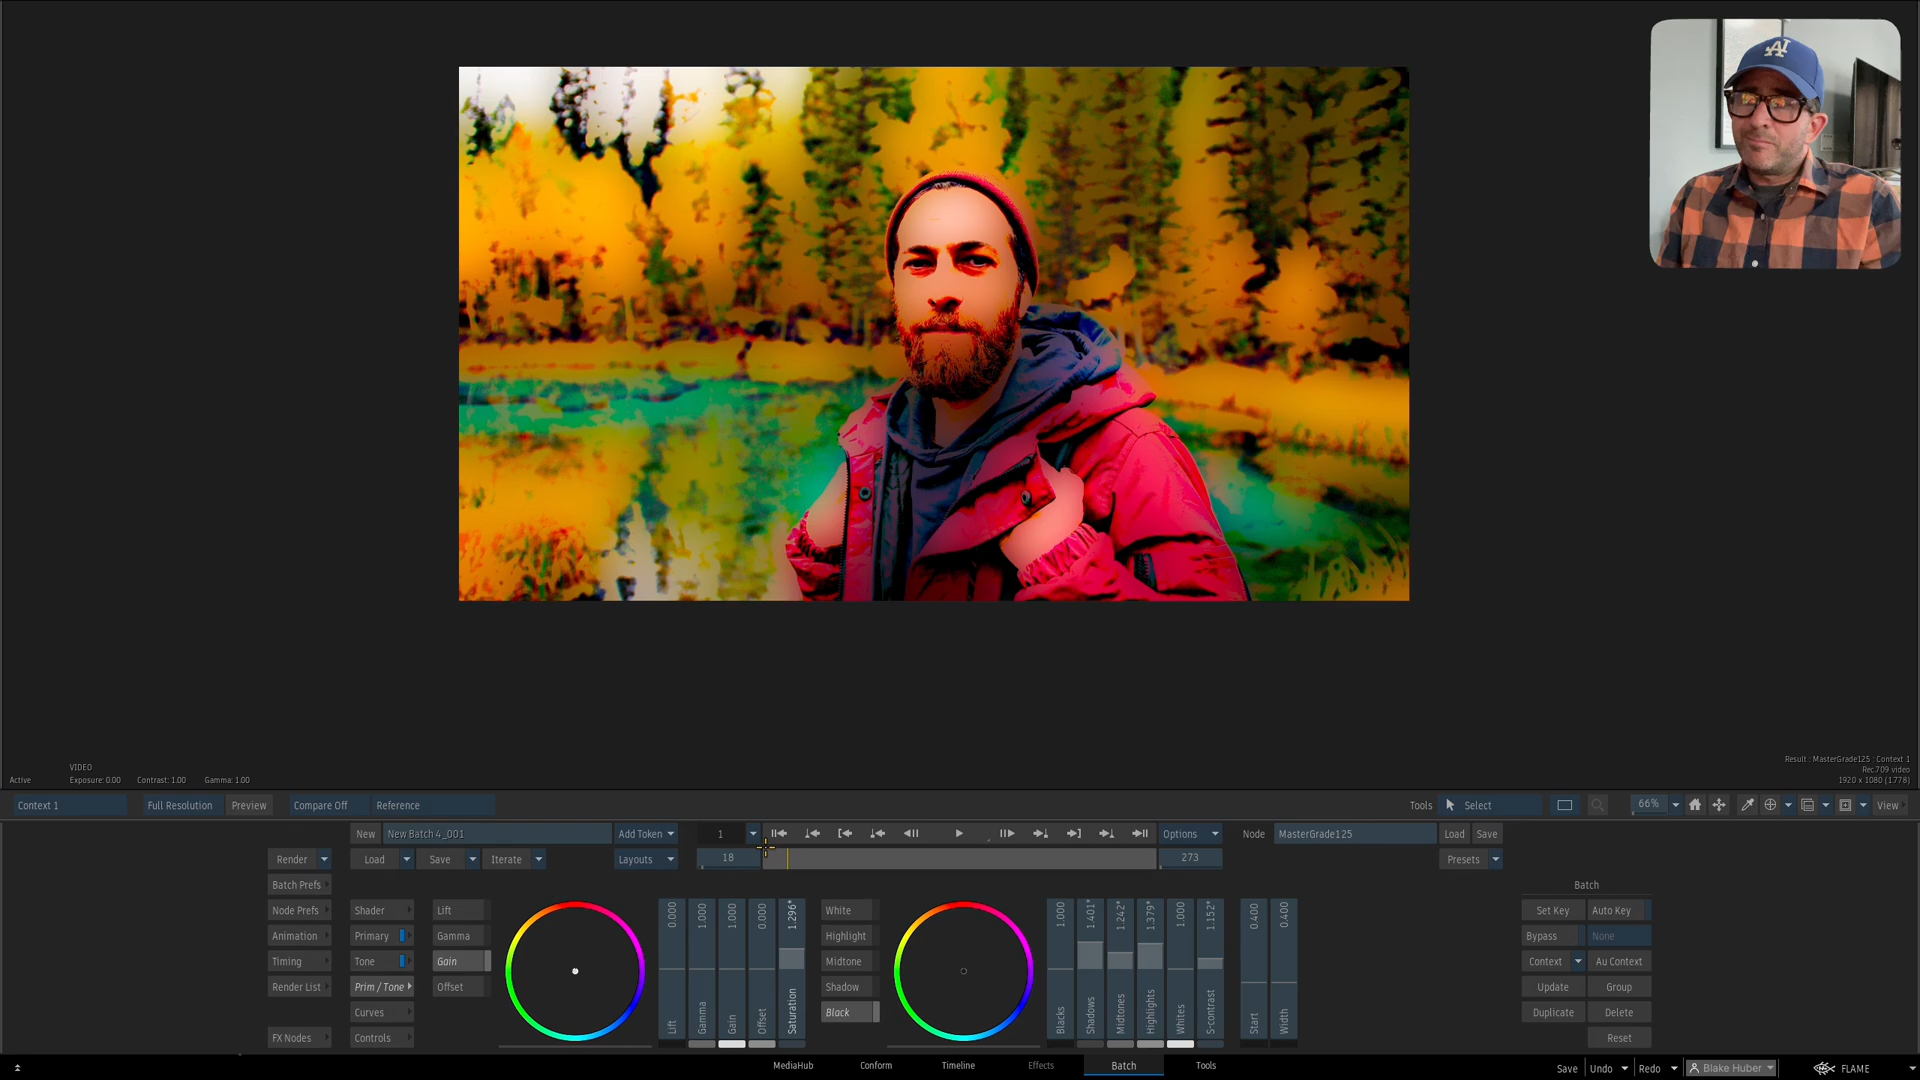 AI
VIDEO
Active Exposure: 0.00 Contrast: 1.00 Gamma: 1.00
Result : MasterGrade125 : Context 1
Rec.709 video
1920 x 1080 (1.778)
Context 1 Full Resolution Preview Compare Off Reference Tools Select 66% View
New New Batch 4_001 Add Token 1 Options Node MasterGrade125 Load Save
Render Load Save Iterate Layouts 18 273 Presets
Batch Prefs Batch
Node Prefs Shader Lift White Set Key Auto Key
Animation Primary Gamma Highlight Bypass None
Timing Tone Gain Midtone Context Au Context
Render List Prim / Tone Offset Shadow Update Group
Curves Black Duplicate Delete
FX Nodes Controls Reset
0.000 1.000 1.000 0.000 1.296* 1.000 1.401* 1.242* 1.379* 1.000 1.152* 0.400 0.400
Lift Gamma Gain Offset Saturation Blacks Shadows Midtones Highlights Whites S-contrast Start Width
MediaHub Conform Timeline Effects Batch Tools Save Undo Redo Blake Huber FLAME